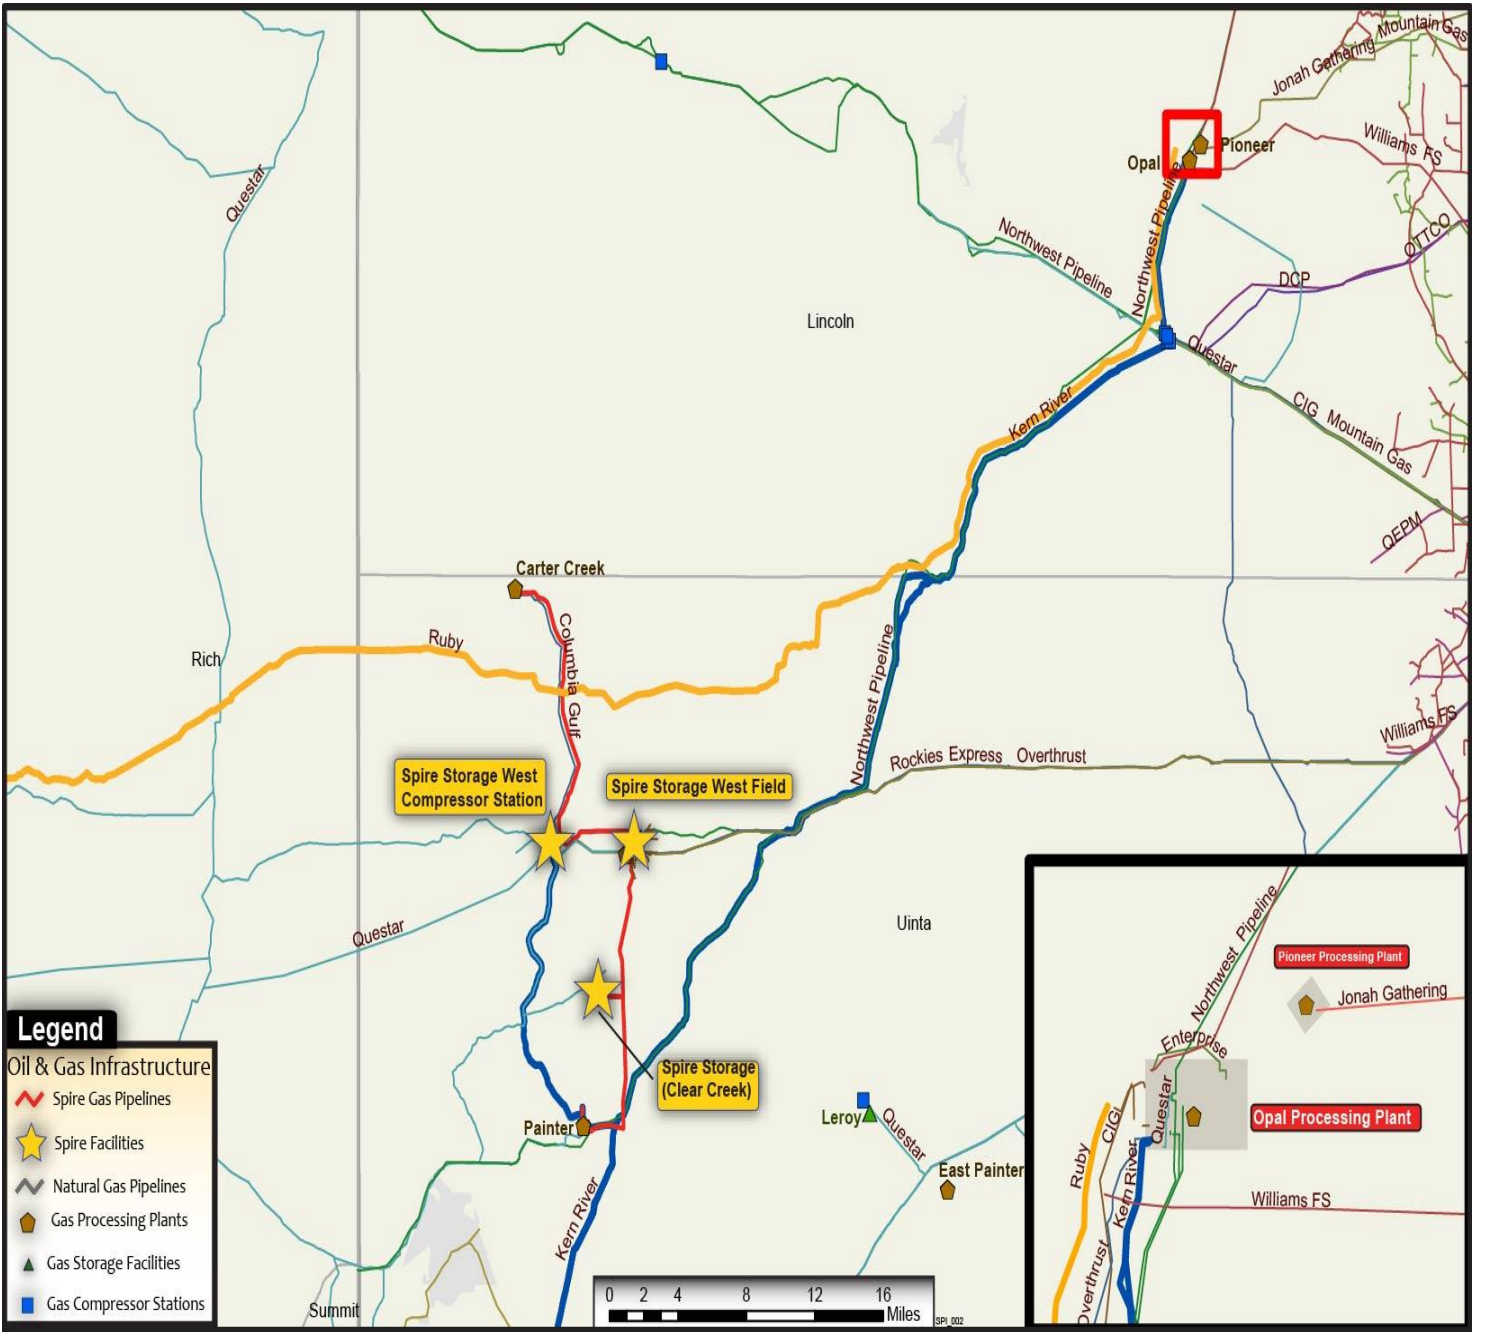 Mountain Gas
Jonah Gathering
Williams FS
Pioneer
Opal
Questar
Northwest Pipeline
Northwest Pipeline
OTTCO
DCP
Lincoln
Questar
Kern River
CIG Mountain Gas
QEPM
Carter Creek
Columbia Gulf
Ruby
Rich
Northwest Pipeline
Williams FS
Rockies Express Overthrust
Spire Storage West
Compressor Station
Spire Storage West Field
Uinta
Questar
Spire Storage
(Clear Creek)
Painter
Leroy
Questar
East Painter
Kern River
Summit
Legend
Oil & Gas Infrastructure
Spire Gas Pipelines
Spire Facilities
Natural Gas Pipelines
Gas Processing Plants
Gas Storage Facilities
Gas Compressor Stations
0 2 4 8 12 16
Miles
SPI_002
Northwest Pipeline
Pioneer Processing Plant
Jonah Gathering
Enterprise
Questar
CIGi
Opal Processing Plant
Ruby
Kern River
Williams FS
Overthrust